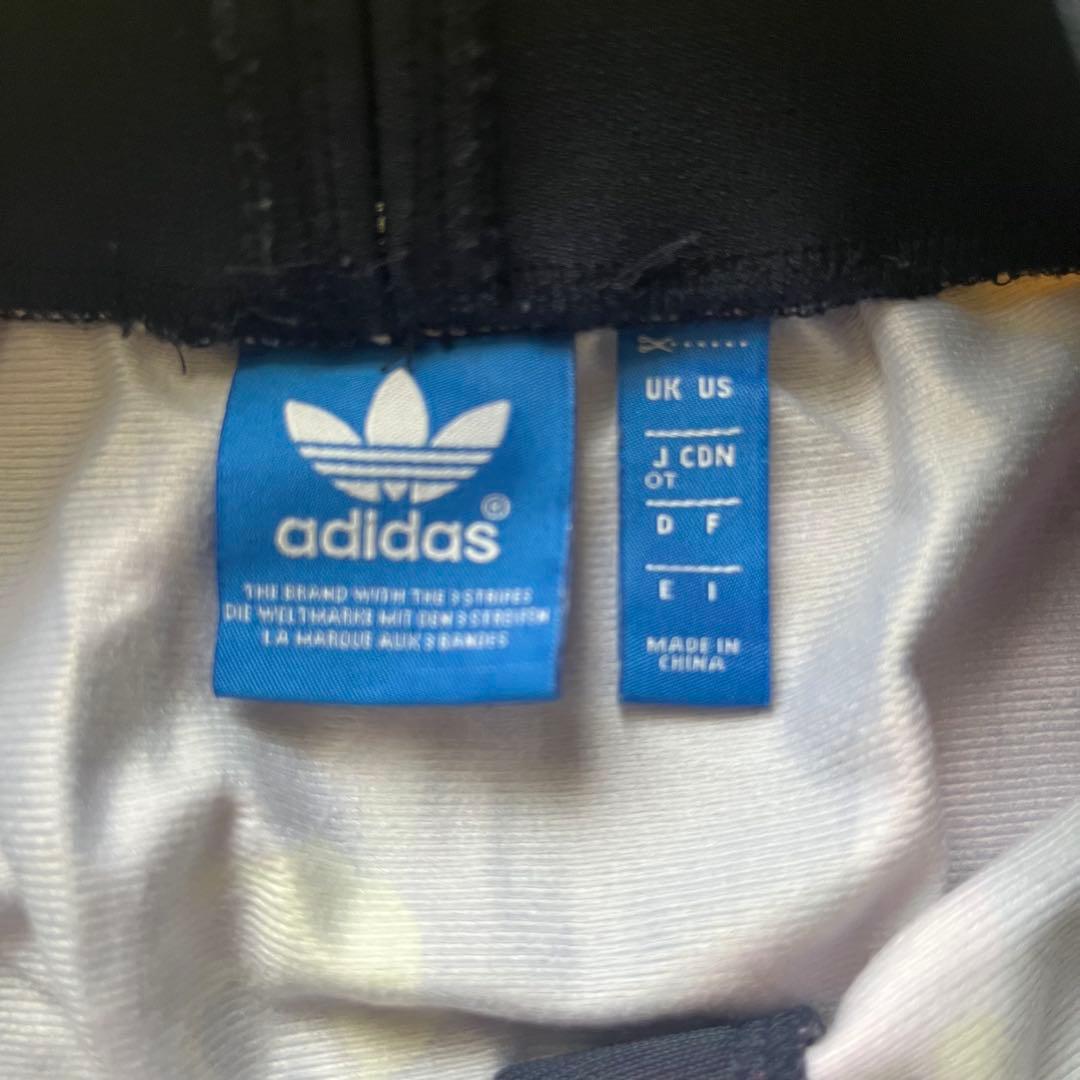 adidas©
THE BRAND WITH THE 3 STRIPES
DIE WELTMARKE MIT DEN 3 STREIFEN
LA MARQUE AUX 3 BANDES
UK US
J CDN
OT
D F
E I
MADE IN
CHINA